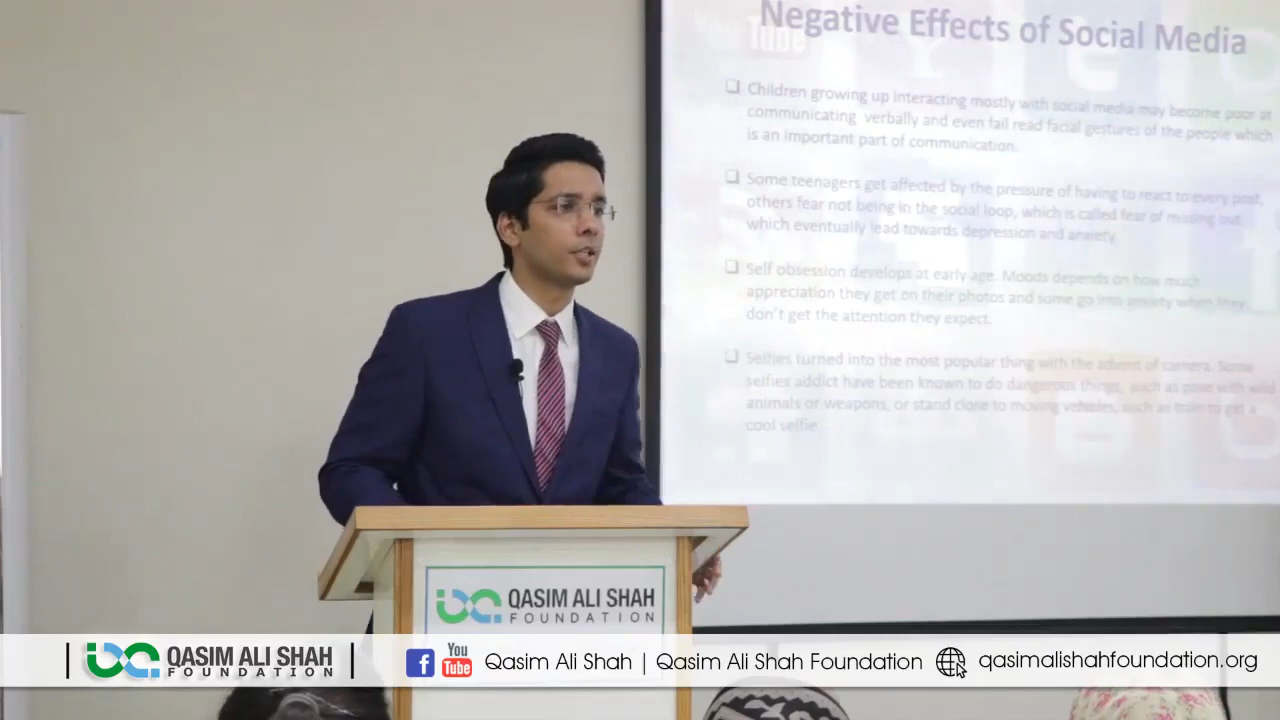 Negative Effects of Social Media
Children growing up interacting mostly with social media may become poor at
communicating verbally and even fail read facial gestures of the people which
is an important part of communication.
Some teenagers get affected by the pressure of having to react to every post,
others fear not being in the social loop, which is called fear of missing out
which eventually lead towards depression and anxiety.
Self obsession develops at early age. Moods depends on how much
appreciation they get on their photos and some go into anxiety when they
don't get the attention they expect.
Selfies turned into the most popular thing with the advent of camera. Some
selfies addict have been known to do dangerous things, such as pose with wild
animals or weapons, or stand close to moving vehicles, such as train to get a
cool selfie.
QASIM ALI SHAH
FOUNDATION
QASIM ALI SHAH
FOUNDATION
f
You
Tube
Qasim Ali Shah | Qasim Ali Shah Foundation
qasimalishahfoundation.org